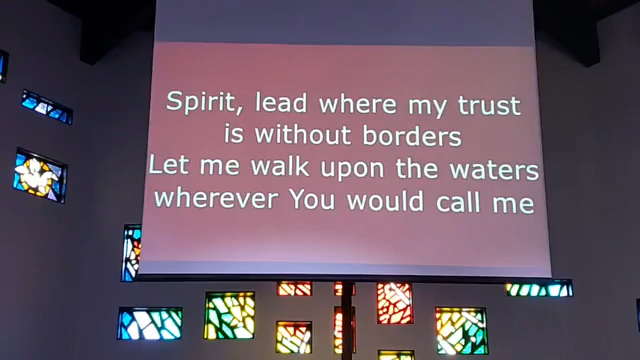 Spirit, lead where my trust
is without borders
Let me walk upon the waters
wherever You would call me